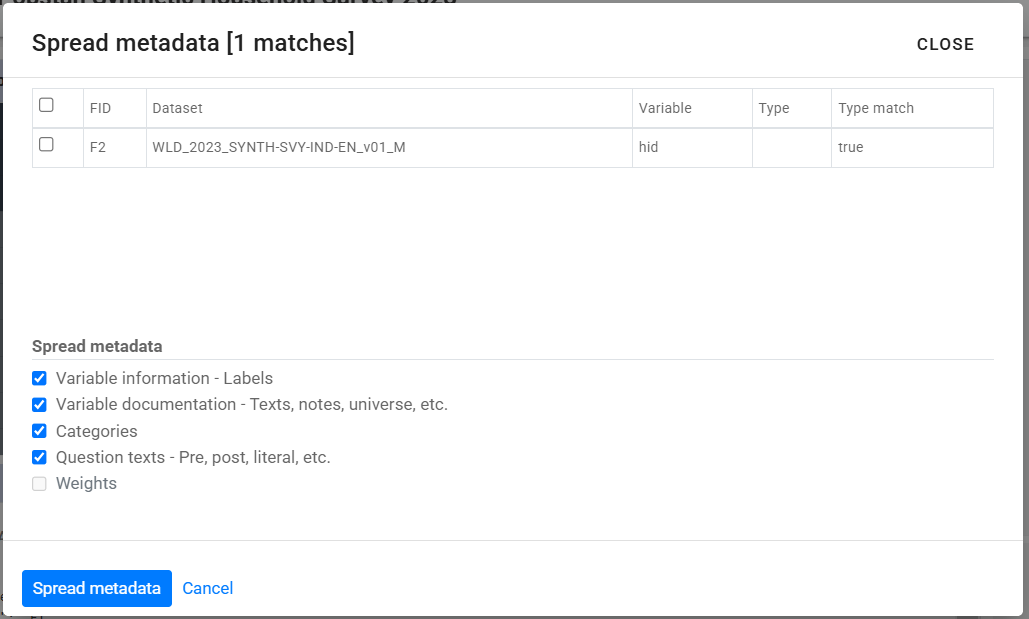 Spread metadata [1 matches]
CLOSE
FID Dataset Variable Type Type match
F2 WLD_2023_SYNTH-SVY-IND-EN_v01_M hid true
Spread metadata
Variable information - Labels
Variable documentation - Texts, notes, universe, etc.
Categories
Question texts - Pre, post, literal, etc.
Weights
Spread metadata Cancel